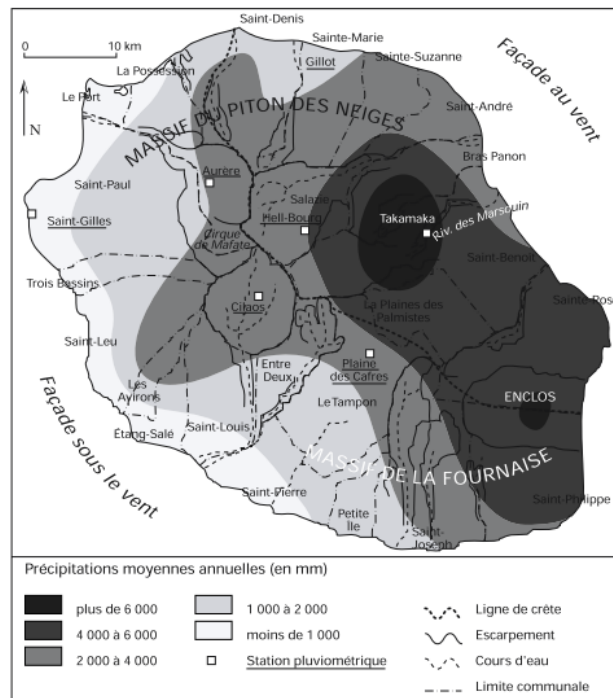 Saint-Denis
0 10 km
Sainte-Marie
Gillot
Façade au vent
La Possession
Sainte-Suzanne
Le Port
N
MASSIF DU PITON DES NEIGES
Saint-André
Bras Panon
Saint-Paul
Aurère
Salazie
Takamaka
Riv. des Marsouin
Saint-Gilles
Hell-Bourg
Cirque
de Mafate
Saint-Benoît
Trois Bassins
Cilaos
La Plaines des
Palmistes
Sainte-Rose
Saint-Leu
Façade sous le vent
Entre
Deux
Plaine
des Cafres
Les
Avirons
Le Tampon
ENCLOS
Étang-Salé
Saint-Louis
MASSIF DE LA FOURNAISE
Saint-Pierre
Petite
Île
Saint-
Joseph
Saint-Philippe
Précipitations moyennes annuelles (en mm)
plus de 6 000
1 000 à 2 000
Ligne de crête
4 000 à 6 000
moins de 1 000
Escarpement
2 000 à 4 000
Station pluviométrique
Cours d'eau
Limite communale